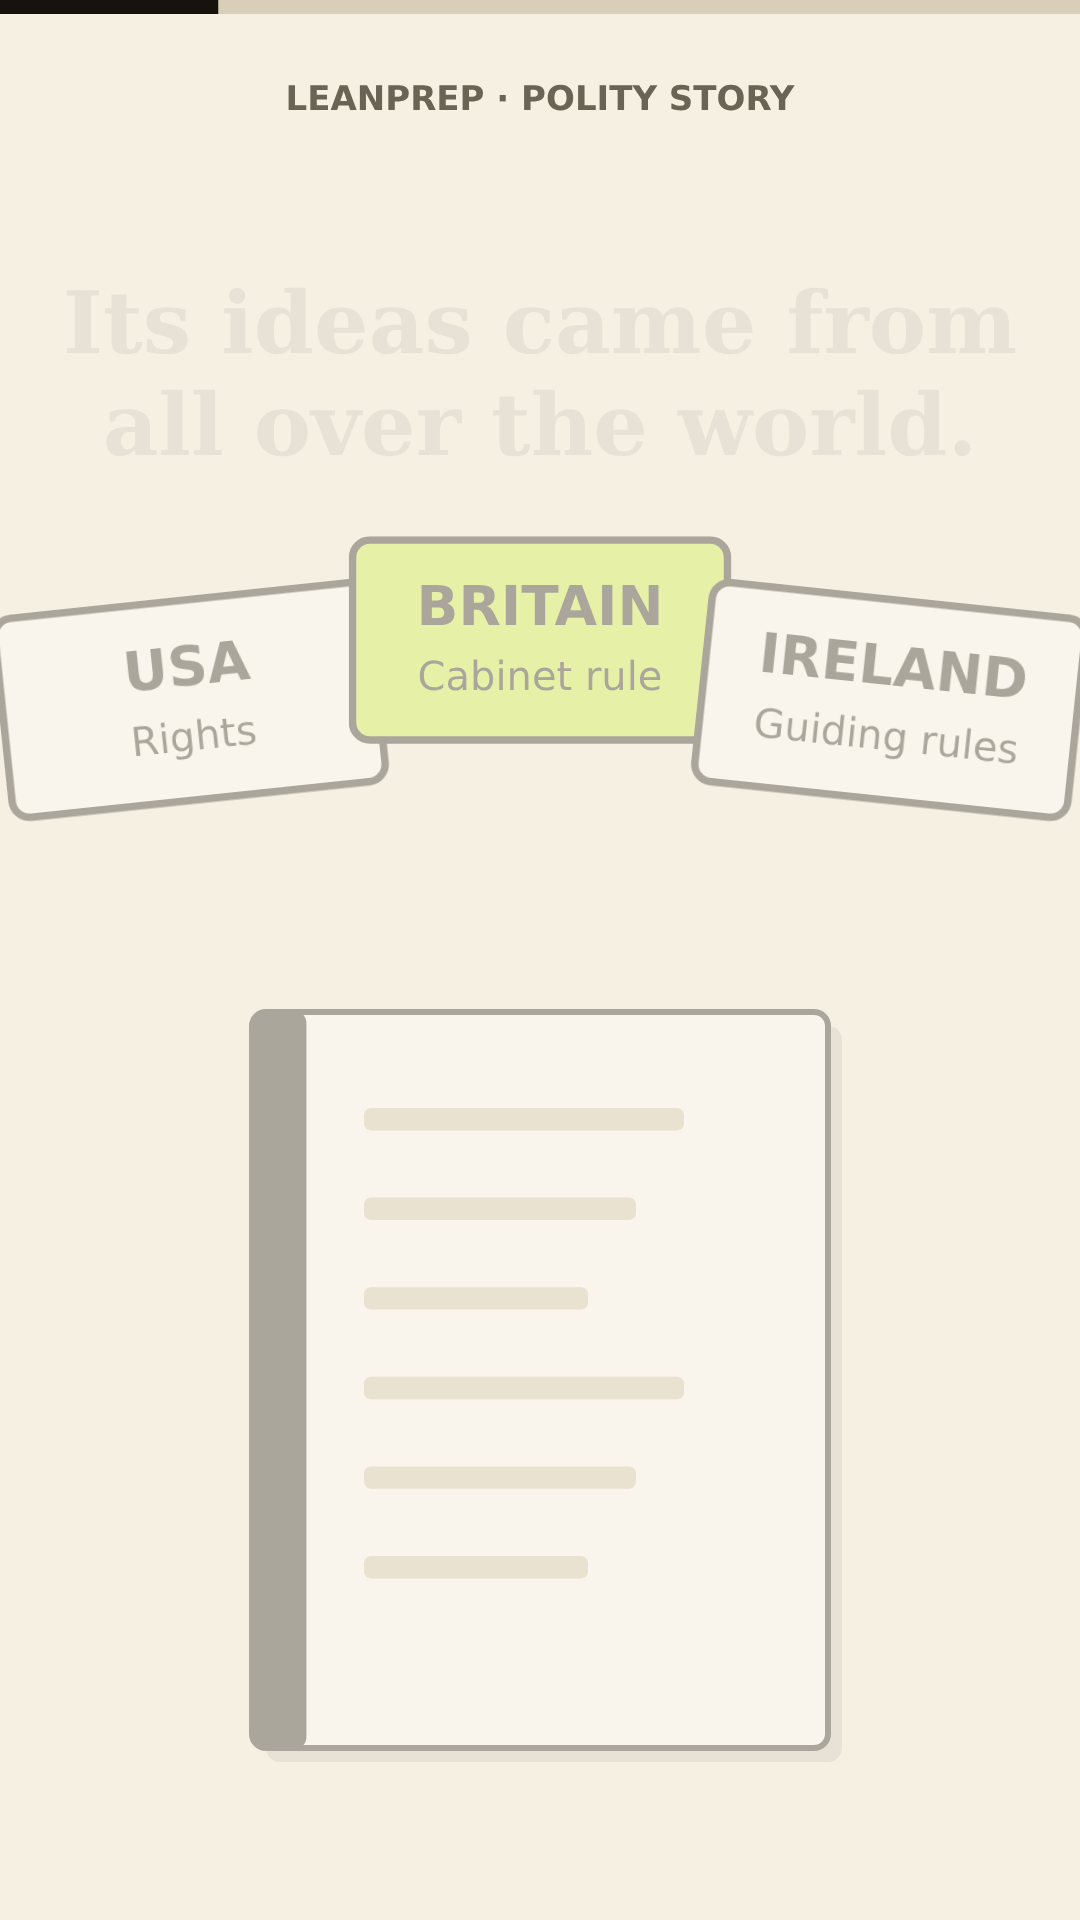 LEANPREP · POLITY STORY
Its ideas came from
all over the world.
USA
Rights
BRITAIN
Cabinet rule
IRELAND
Guiding rules